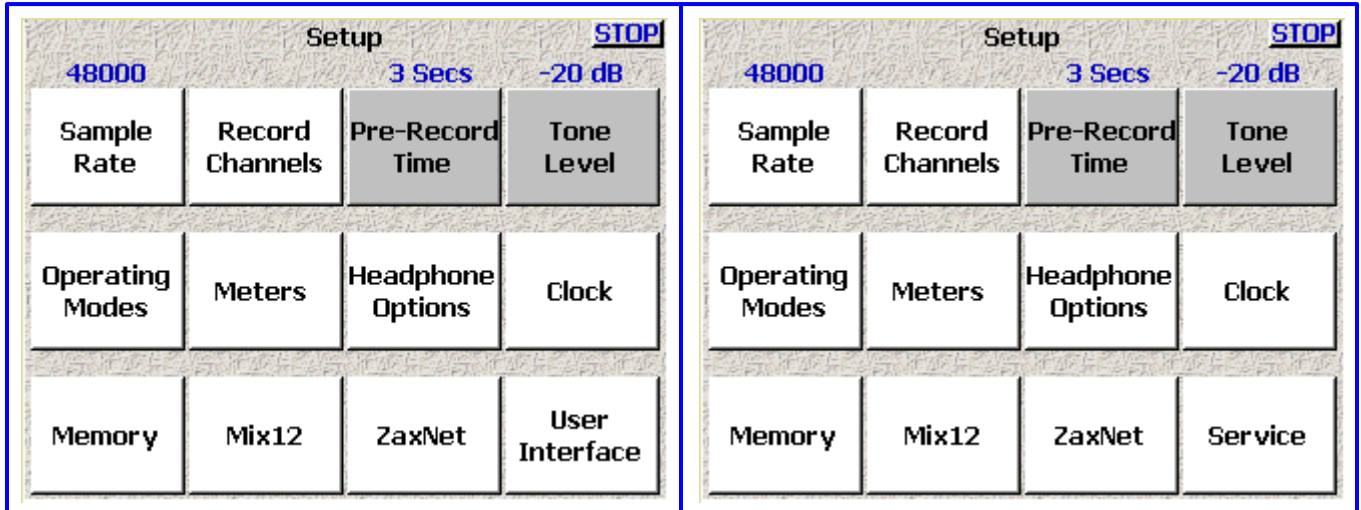 Setup STOP
48000 3 Secs -20 dB
Sample Record Pre-Record Tone
Rate Channels Time Level
Operating Meters Headphone Clock
Modes Options
Memory Mix12 ZaxNet User
Interface
Setup STOP
48000 3 Secs -20 dB
Sample Record Pre-Record Tone
Rate Channels Time Level
Operating Meters Headphone Clock
Modes Options
Memory Mix12 ZaxNet Service